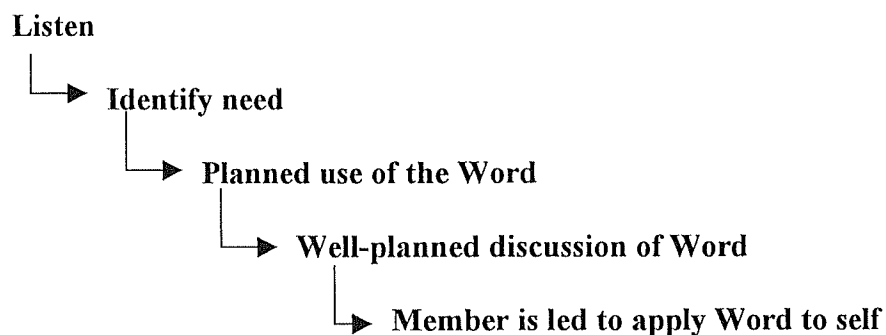 Listen
Identify need
Planned use of the Word
Well-planned discussion of Word
Member is led to apply Word to self